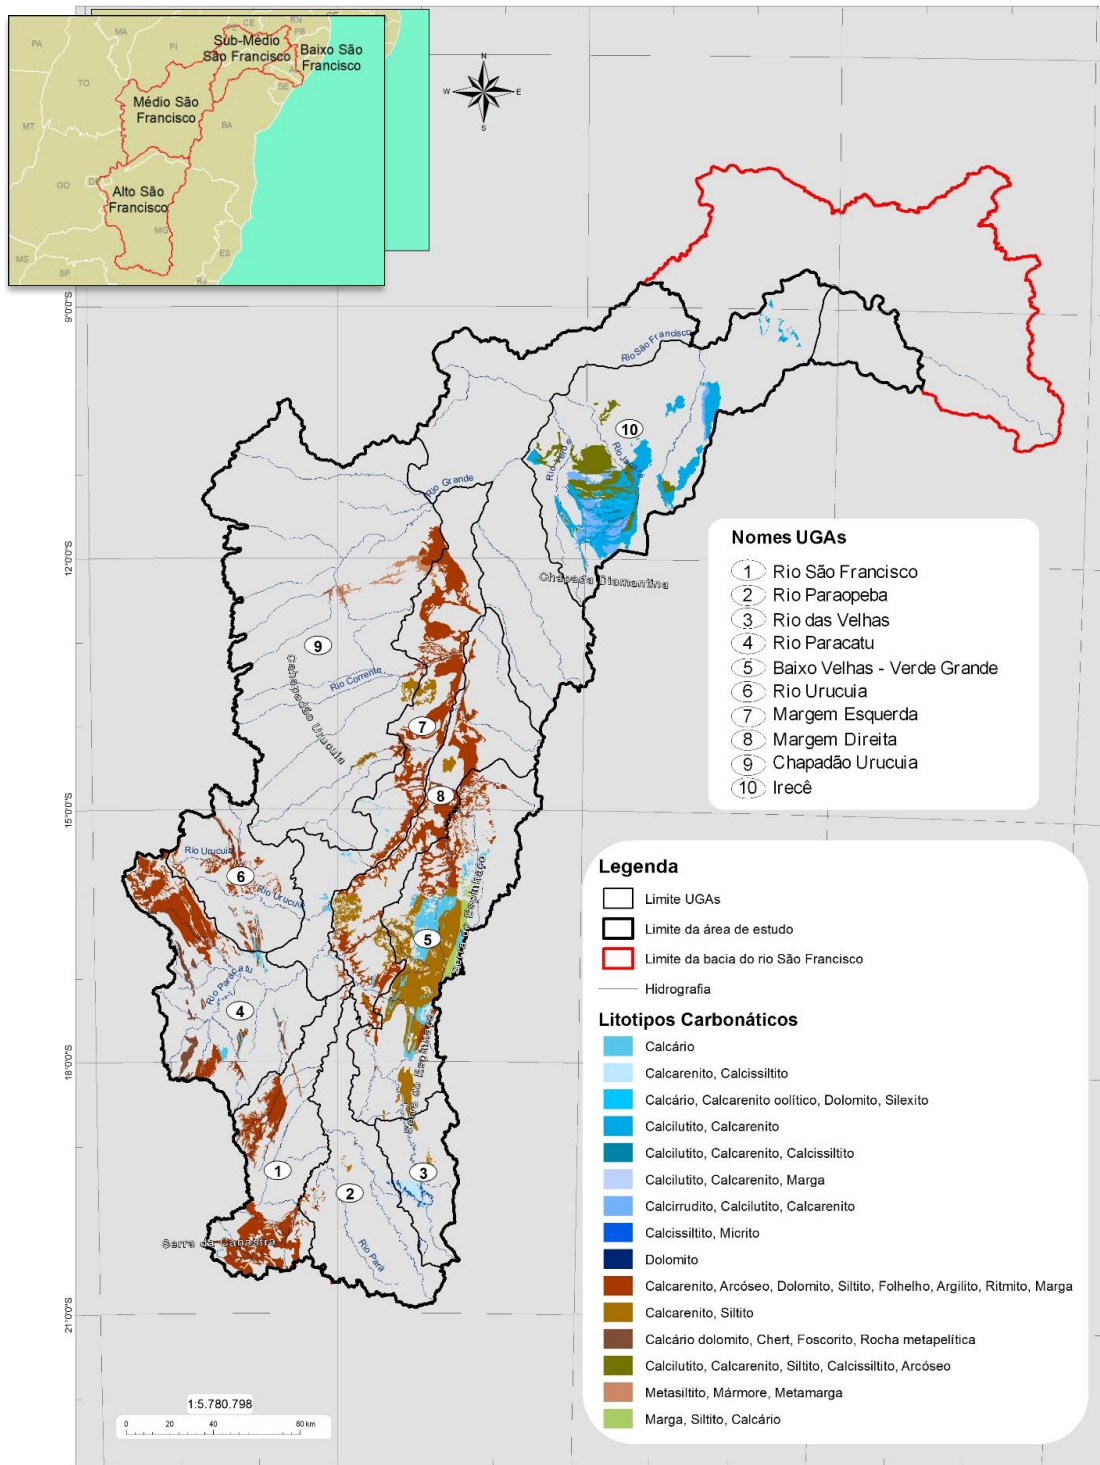 CE
RN
PE
PB
MA
PI
Sub-Médio
São Francisco
Baixo São
Francisco
SE
TO
Médio São
Francisco
BA
MT
GO
DF
Alto São
Francisco
MG
MS
ES
SP
RJ
N
W
E
S
9°0'0"S
12°0'0"S
15°0'0"S
18°0'0"S
21°0'0"S
Rio São Francisco
10
Rio Verde
Rio Grande
Chapada Diamantina
9
Rio Corrente
7
8
Rio Urucuia
6
Rio Urucuia
5
Serra do Espinhaço
Rio Paracatu
4
Serra do Espinhaço
1
2
3
Serra da Canastra
Rio Pará
Nomes UGAs
1 Rio São Francisco
2 Rio Paraopeba
3 Rio das Velhas
4 Rio Paracatu
5 Baixo Velhas - Verde Grande
6 Rio Urucuia
7 Margem Esquerda
8 Margem Direita
9 Chapadão Urucuia
10 Irecê
Legenda
Limite UGAs
Limite da área de estudo
Limite da bacia do rio São Francisco
Hidrografia
Litotipos Carbonáticos
Calcário
Calcarenito, Calcissiltito
Calcário, Calcarenito oolítico, Dolomito, Silexito
Calcilutito, Calcarenito
Calcilutito, Calcarenito, Calcissiltito
Calcilutito, Calcarenito, Marga
Calcirrudito, Calcilutito, Calcarenito
Calcissiltito, Micrito
Dolomito
Calcarenito, Arcóseo, Dolomito, Siltito, Folhelho, Argilito, Ritmito, Marga
Calcarenito, Siltito
Calcário dolomito, Chert, Foscorito, Rocha metapelítica
Calcilutito, Calcarenito, Siltito, Calcissiltito, Arcóseo
Metasiltito, Mármore, Metamarga
Marga, Siltito, Calcário
1:5.780.798
0 20 40 80 km